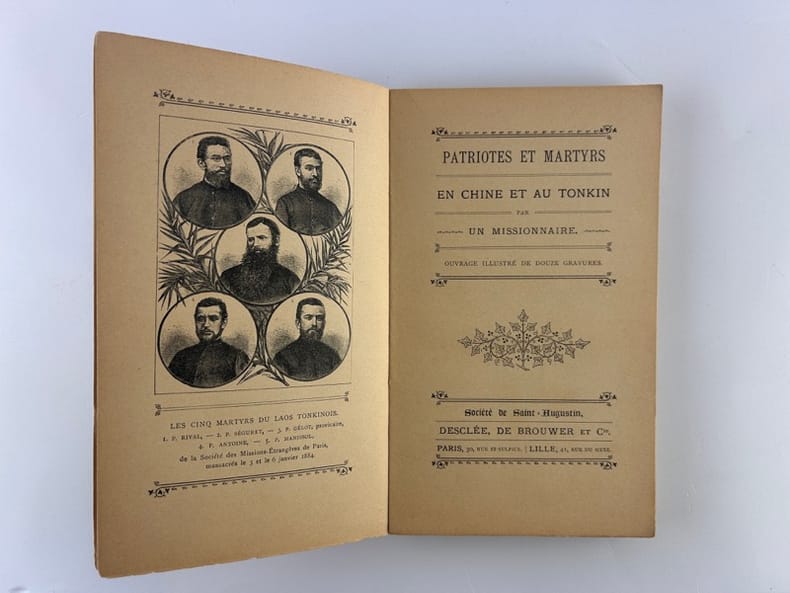 LES CINQ MARTYRS DU LAOS TONKINOIS.
1. P. RIVAL, — 2. P. SÉGURET, — 3. P. GÉLOT, provicaire,
4. P. ANTOINE, — 5. P. MANISSOL.
de la Société des Missions-Étrangères de Paris,
massacrés le 5 et le 6 janvier 1884.
PATRIOTES ET MARTYRS
EN CHINE ET AU TONKIN
PAR
UN MISSIONNAIRE.
OUVRAGE ILLUSTRÉ DE DOUZE GRAVURES.
Société de Saint-Augustin,
DESCLÉE, DE BROUWER ET Cie.
PARIS, 30, RUE ST-SULPICE. | LILLE, 41, RUE DU METZ.